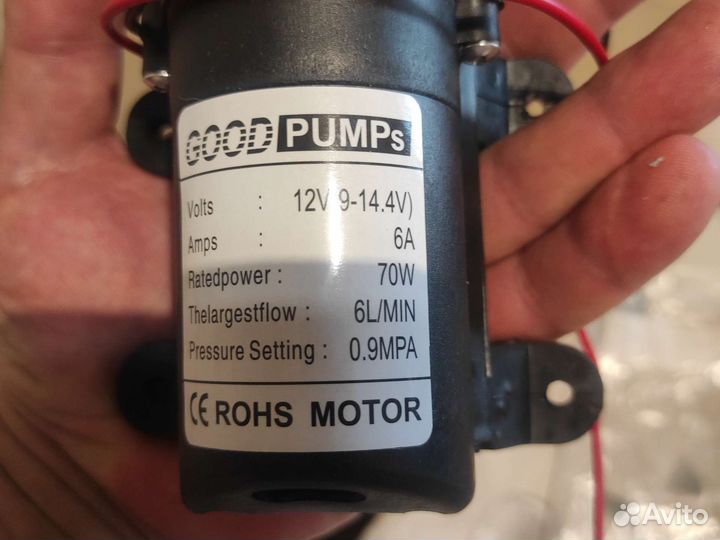 GOOD PUMPs
Volts : 12V(9-14.4V)
Amps : 6A
Ratedpower : 70W
Thelargestflow : 6L/MIN
Pressure Setting : 0.9MPA
CE ROHS MOTOR
Avito